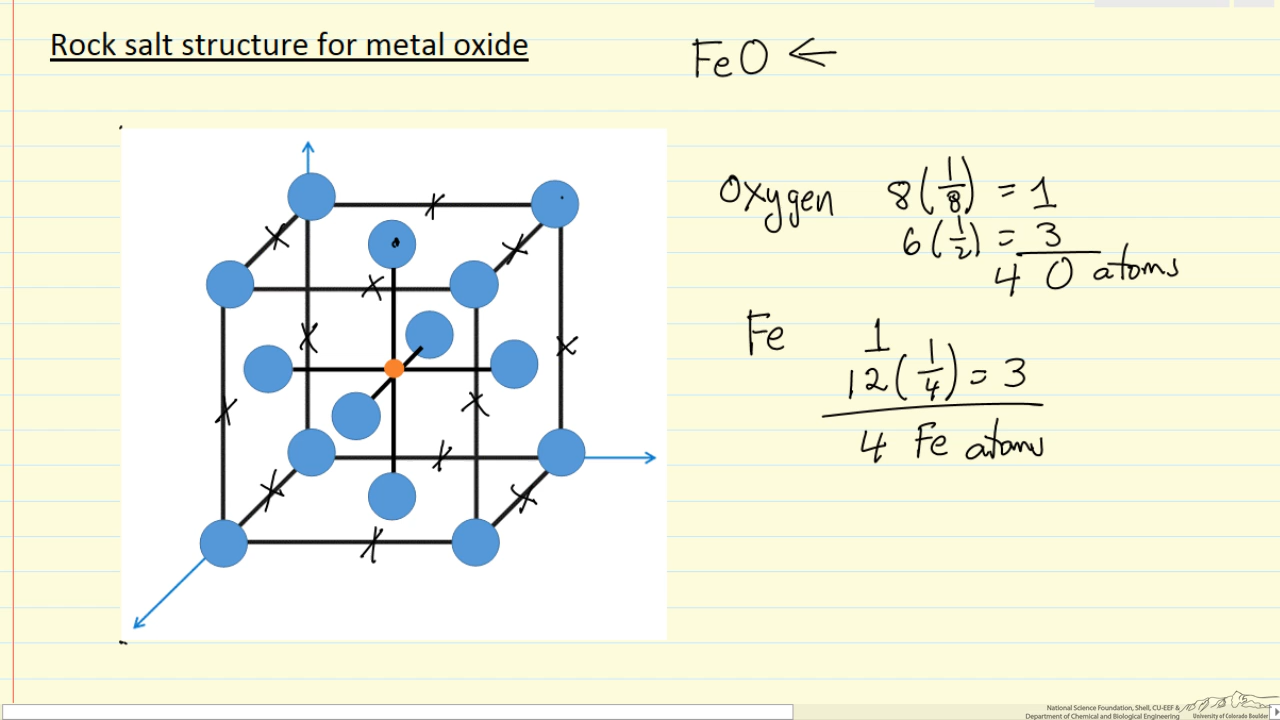 Rock salt structure for metal oxide
FeO ←
Oxygen 8(1/8) = 1
6(1/2) = 3
4 O atoms
Fe 1
12(1/4) = 3
4 Fe atoms
National Science Foundation, Shell, CU-EEF &
Department of Chemical and Biological Engineering
University of Colorado Boulder